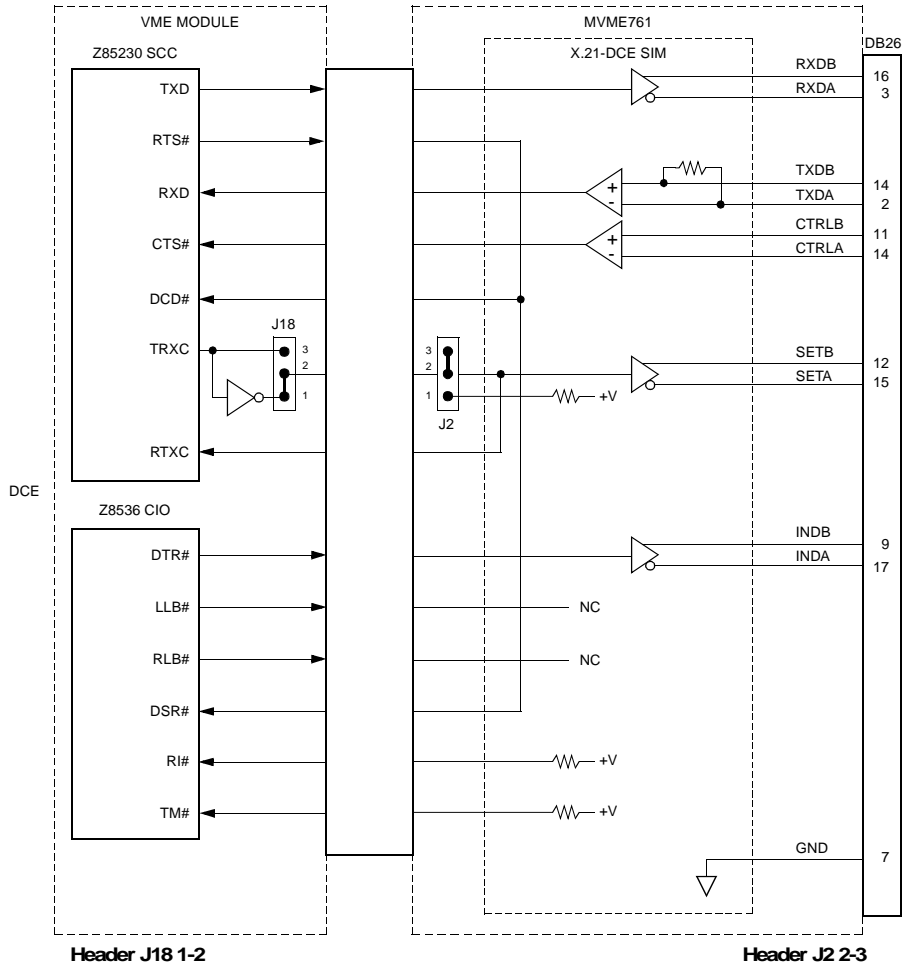 VME MODULE
MVME761
DB26
Z85230 SCC
X.21-DCE SIM
TXD
RXDB
16
RXDA
3
RTS#
RXD
TXDB
14
TXDA
2
+
-
CTS#
CTRLB
11
CTRLA
14
+
-
DCD#
J18
TRXC
3
2
1
3
2
1
J2
+V
SETB
12
SETA
15
RTXC
DCE
Z8536 CIO
DTR#
INDB
9
INDA
17
LLB#
NC
RLB#
NC
DSR#
RI#
+V
TM#
+V
GND
7
Header J18 1-2
Header J2 2-3